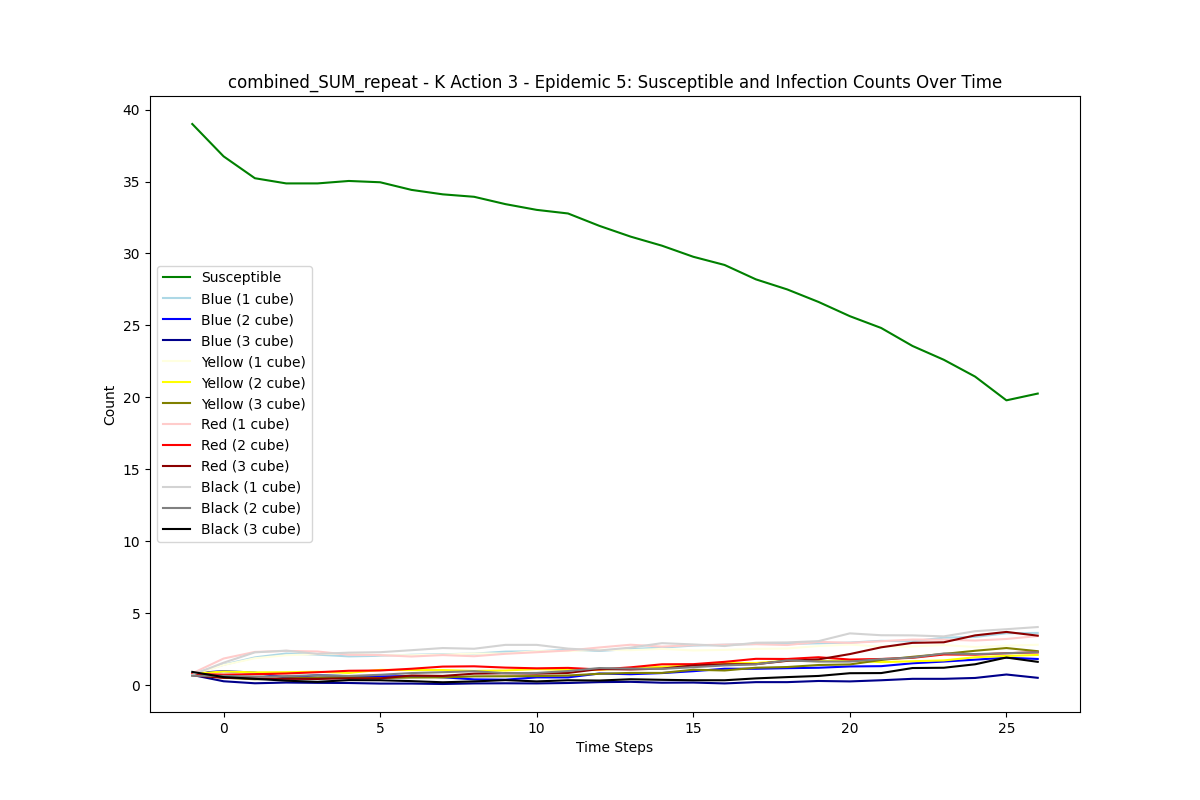 combined_SUM_repeat - K Action 3 - Epidemic 5: Susceptible and Infection Counts Over Time
40
35
30
25
20
15
10
5
0
Count
Susceptible
Blue (1 cube)
Blue (2 cube)
Blue (3 cube)
Yellow (1 cube)
Yellow (2 cube)
Yellow (3 cube)
Red (1 cube)
Red (2 cube)
Red (3 cube)
Black (1 cube)
Black (2 cube)
Black (3 cube)
0 5 10 15 20 25
Time Steps